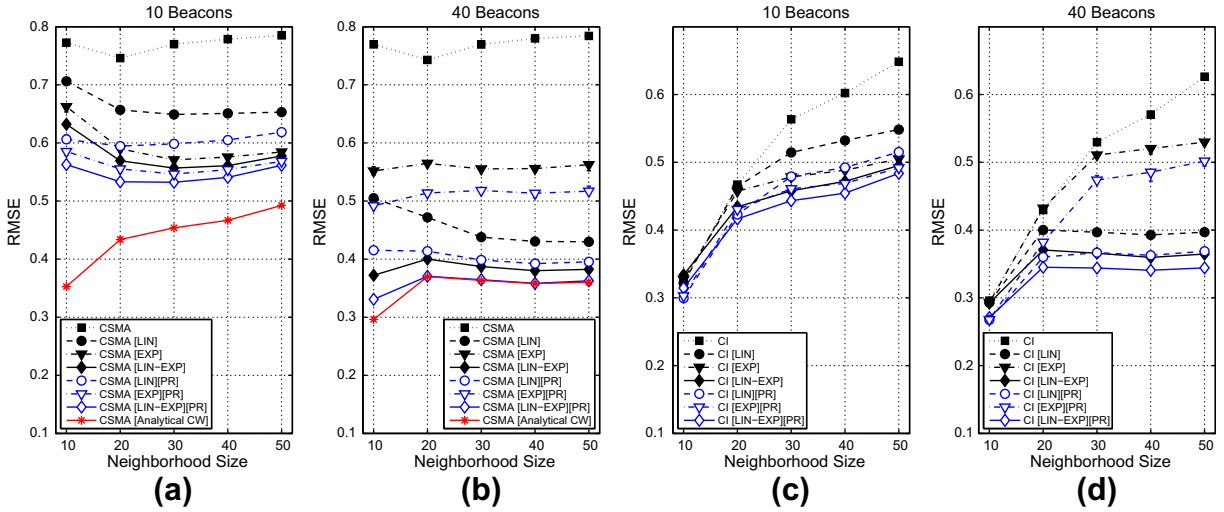 10 Beacons
0.8
0.7
0.6
0.5
0.4
0.3
0.2
0.1
RMSE
CSMA
CSMA [LIN]
CSMA [EXP]
CSMA [LIN−EXP]
CSMA [LIN][PR]
CSMA [EXP][PR]
CSMA [LIN−EXP][PR]
CSMA [Analytical CW]
10 20 30 40 50
Neighborhood Size
(a)
40 Beacons
0.8
0.7
0.6
0.5
0.4
0.3
0.2
0.1
RMSE
CSMA
CSMA [LIN]
CSMA [EXP]
CSMA [LIN−EXP]
CSMA [LIN][PR]
CSMA [EXP][PR]
CSMA [LIN−EXP][PR]
CSMA [Analytical CW]
10 20 30 40 50
Neighborhood Size
(b)
10 Beacons
0.6
0.5
0.4
0.3
0.2
0.1
RMSE
CI
CI [LIN]
CI [EXP]
CI [LIN−EXP]
CI [LIN][PR]
CI [EXP][PR]
CI [LIN−EXP][PR]
10 20 30 40 50
Neighborhood Size
(c)
40 Beacons
0.6
0.5
0.4
0.3
0.2
0.1
RMSE
CI
CI [LIN]
CI [EXP]
CI [LIN−EXP]
CI [LIN][PR]
CI [EXP][PR]
CI [LIN−EXP][PR]
10 20 30 40 50
Neighborhood Size
(d)